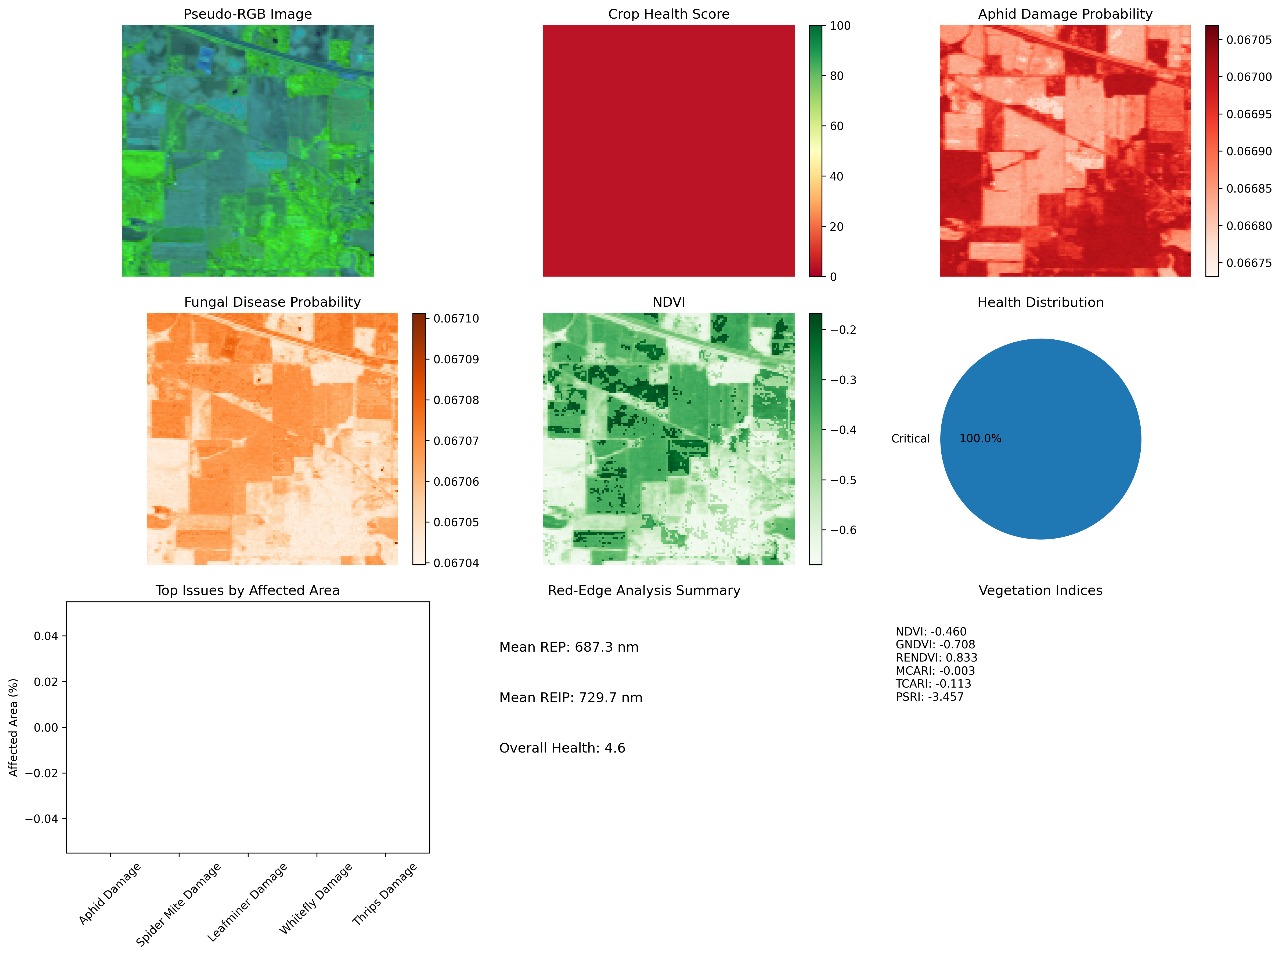 Pseudo-RGB Image
Crop Health Score
100
80
60
40
20
0
Aphid Damage Probability
0.06705
0.06700
0.06695
0.06690
0.06685
0.06680
0.06675
Fungal Disease Probability
0.06710
0.06709
0.06708
0.06707
0.06706
0.06705
0.06704
NDVI
−0.2
−0.3
−0.4
−0.5
−0.6
Health Distribution
Critical
100.0%
Top Issues by Affected Area
Affected Area (%)
0.04
0.02
0.00
−0.02
−0.04
Aphid Damage
Spider Mite Damage
Leafminer Damage
Whitefly Damage
Thrips Damage
Red-Edge Analysis Summary
Mean REP: 687.3 nm
Mean REIP: 729.7 nm
Overall Health: 4.6
Vegetation Indices
NDVI: -0.460
GNDVI: -0.708
RENDVI: 0.833
MCARI: -0.003
TCARI: -0.113
PSRI: -3.457